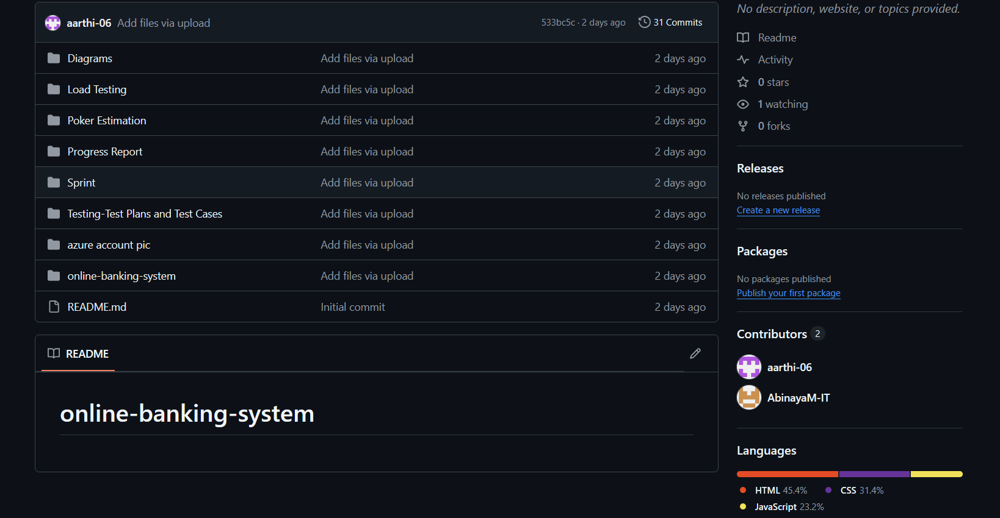 aarthi-06 Add files via upload 533bc5c · 2 days ago 31 Commits
Diagrams Add files via upload 2 days ago
Load Testing Add files via upload 2 days ago
Poker Estimation Add files via upload 2 days ago
Progress Report Add files via upload 2 days ago
Sprint Add files via upload 2 days ago
Testing-Test Plans and Test Cases Add files via upload 2 days ago
azure account pic Add files via upload 2 days ago
online-banking-system Add files via upload 2 days ago
README.md Initial commit 2 days ago
README
online-banking-system
No description, website, or topics provided.
Readme
Activity
0 stars
1 watching
0 forks
Releases
No releases published
Create a new release
Packages
No packages published
Publish your first package
Contributors 2
aarthi-06
AbinayaM-IT
Languages
HTML 45.4% CSS 31.4%
JavaScript 23.2%